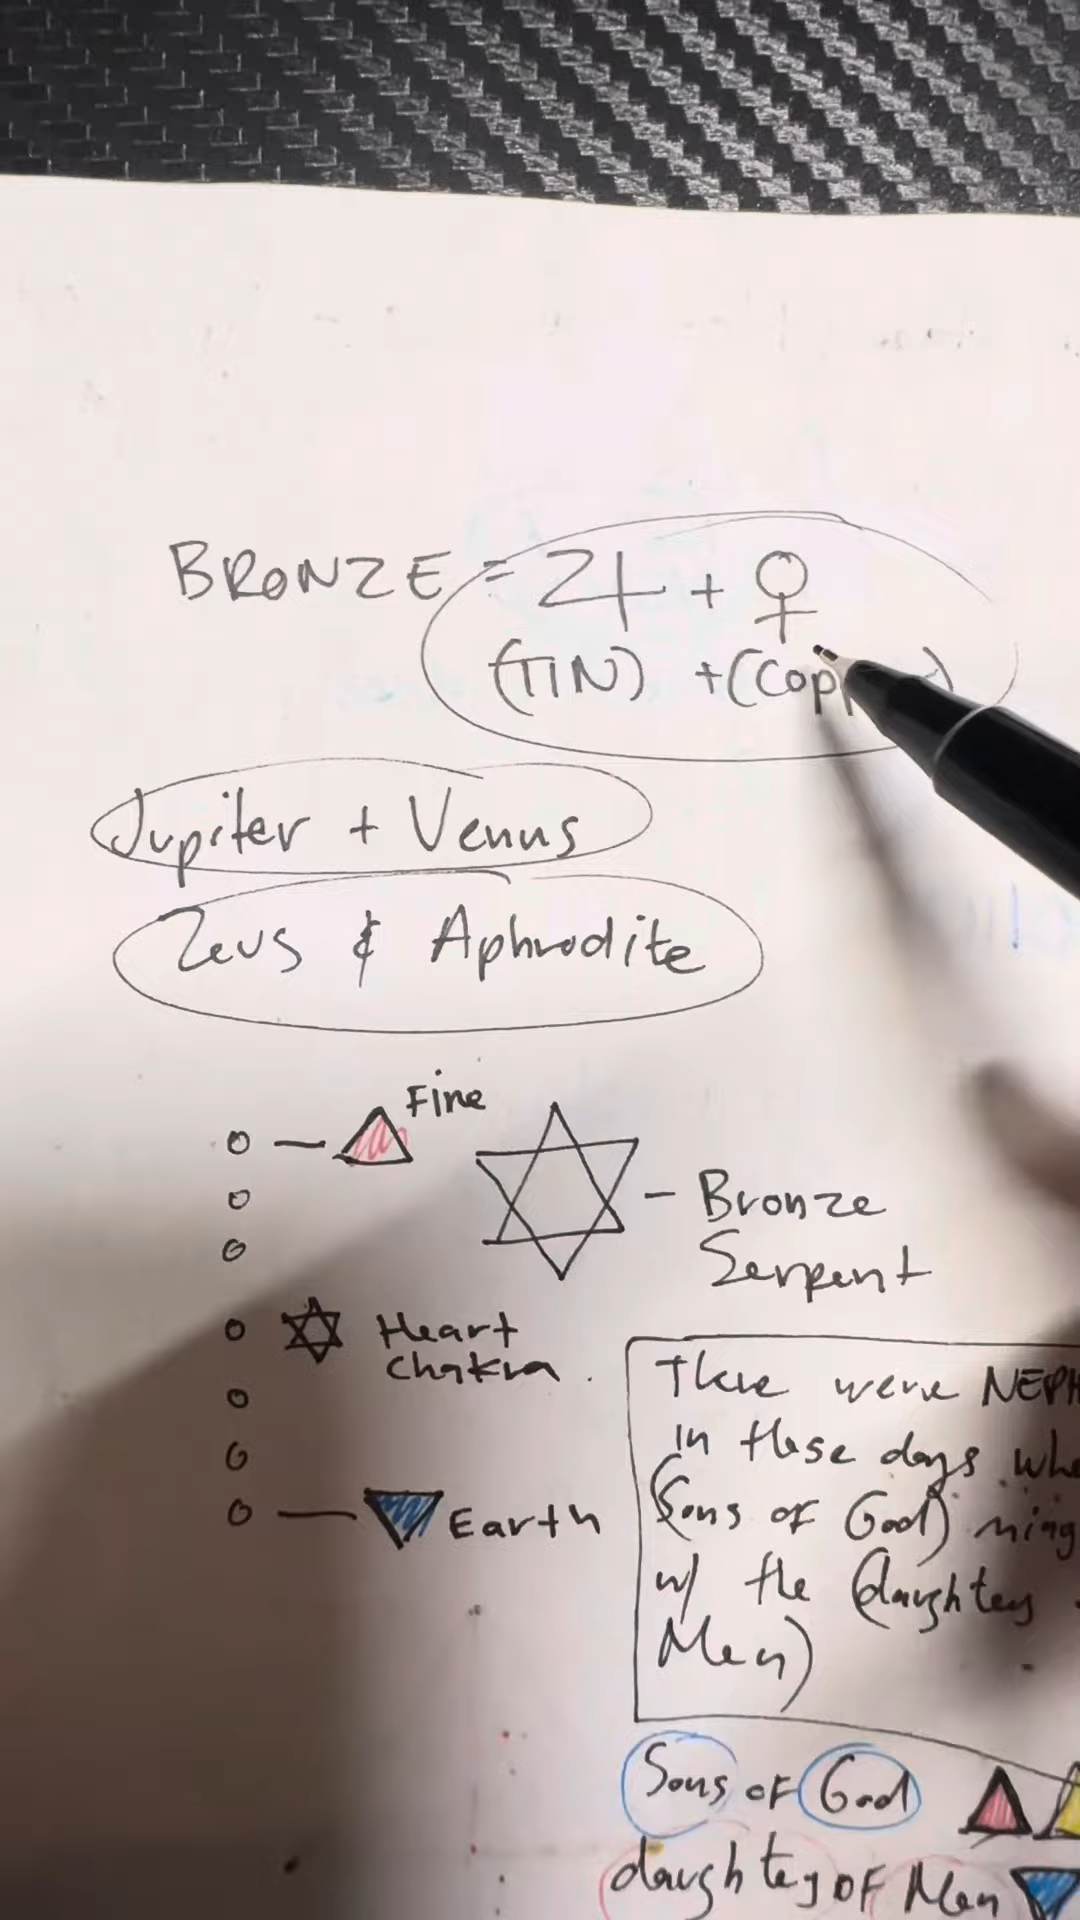 BRONZE = ♃ + ♀
(TIN) + (Cop
Jupiter + Venus
Zeus & Aphrodite
Fire
Bronze
Serpent
Heart
Chakra.
Earth
There were NEPH
in these days whe
(Sons of God) ming
w/ the (daughters
Men)
Sons of God
daughters of Men